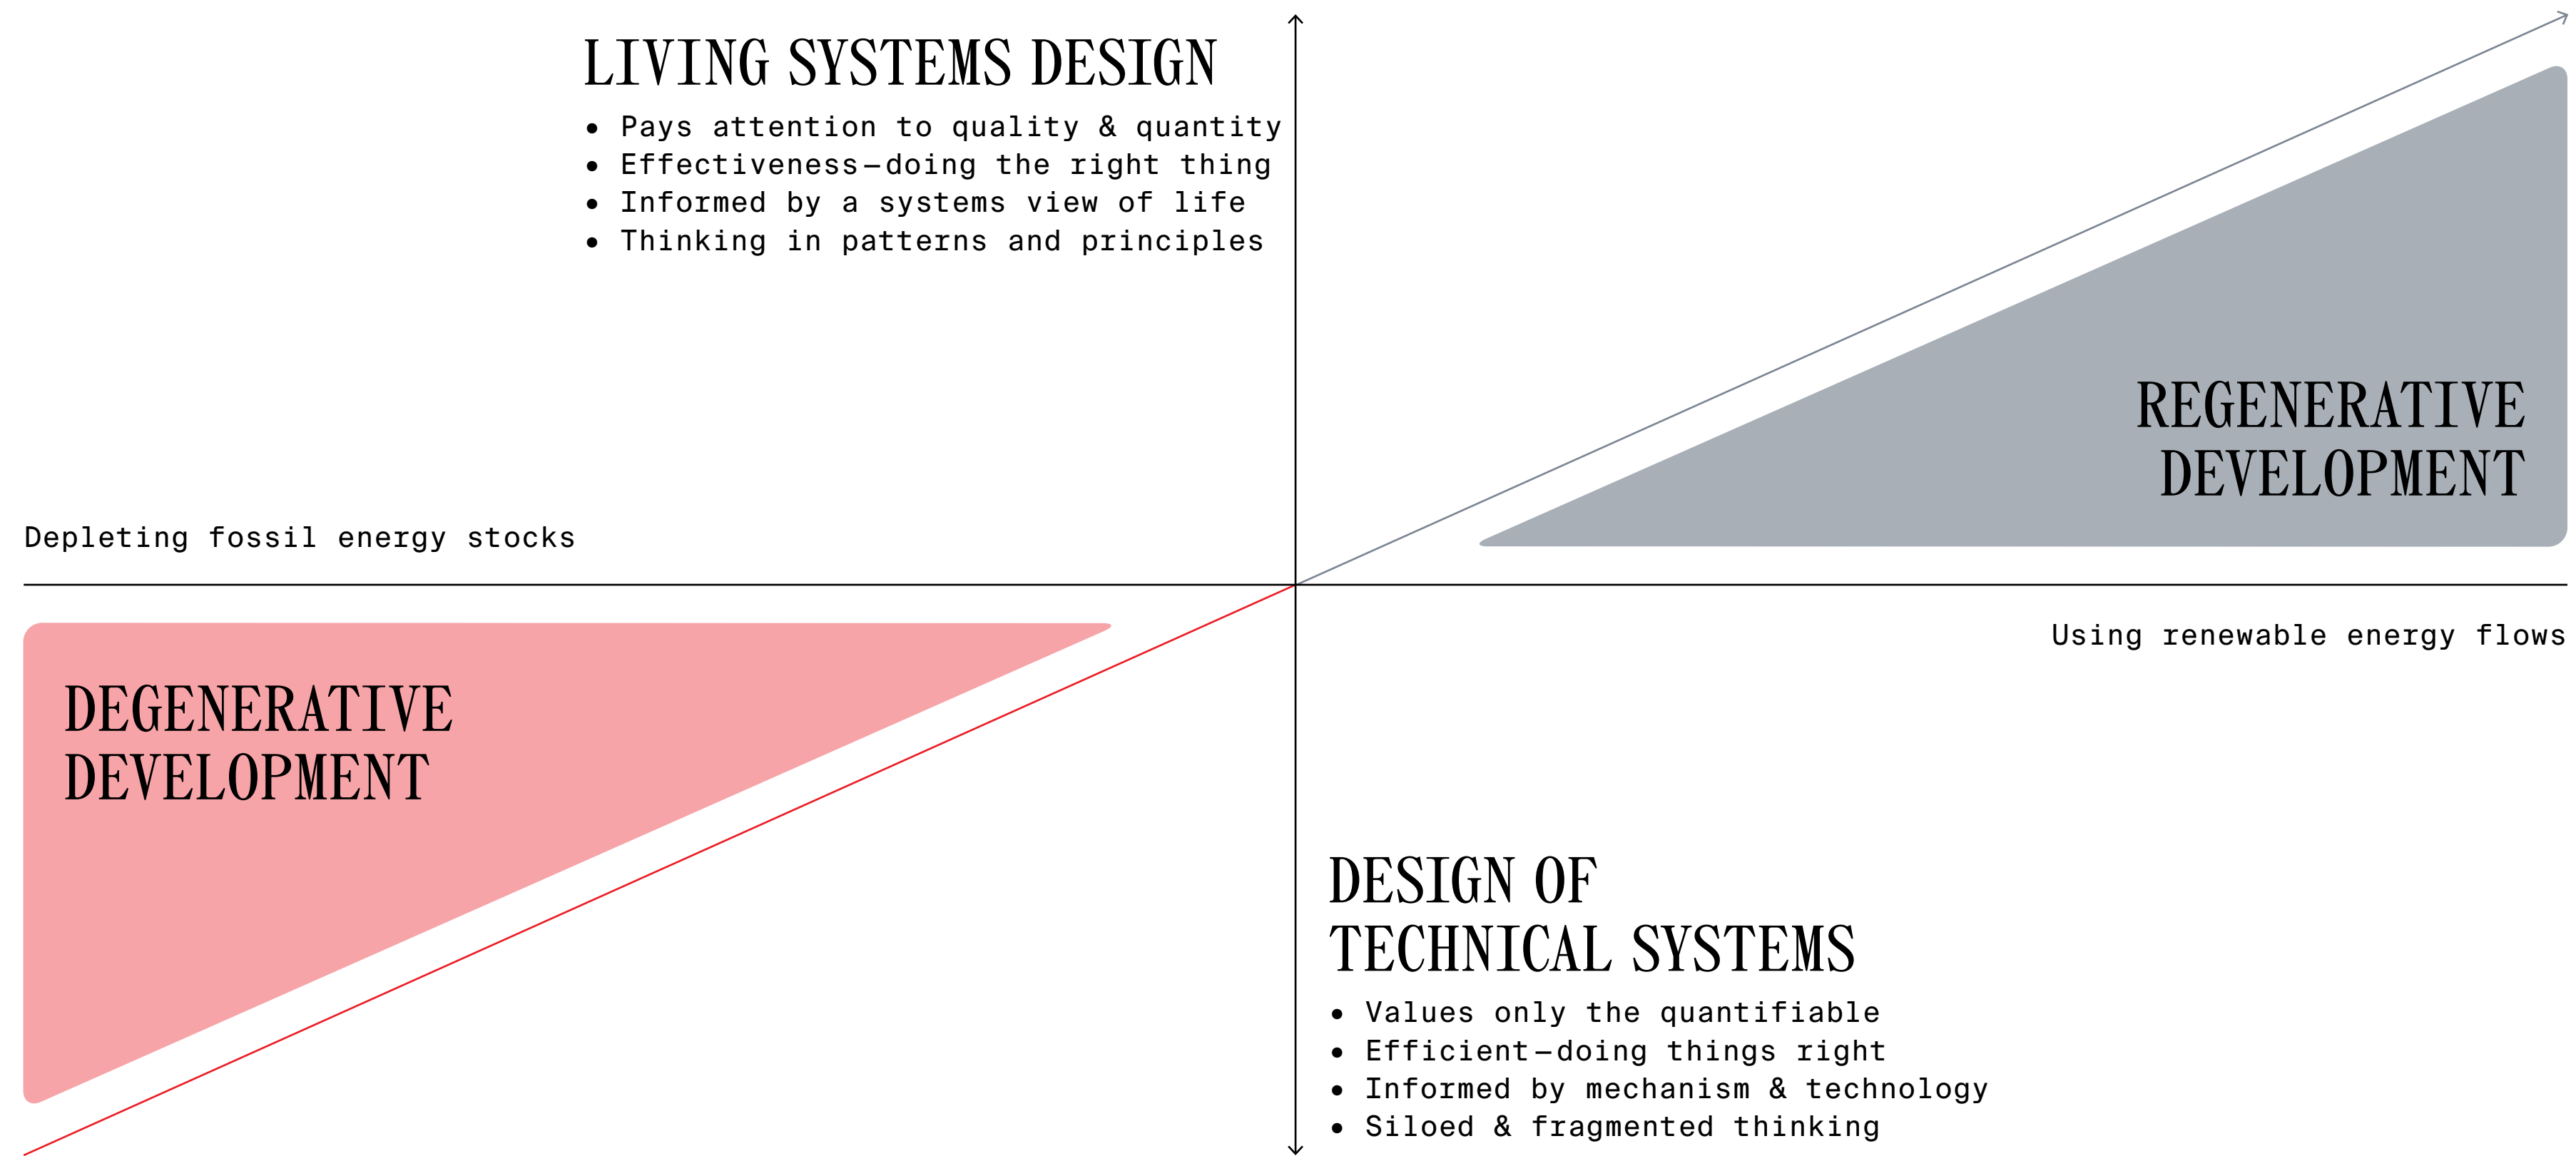 LIVING SYSTEMS DESIGN
• Pays attention to quality & quantity
• Effectiveness—doing the right thing
• Informed by a systems view of life
• Thinking in patterns and principles
REGENERATIVE
DEVELOPMENT
Depleting fossil energy stocks
Using renewable energy flows
DEGENERATIVE
DEVELOPMENT
DESIGN OF
TECHNICAL SYSTEMS
• Values only the quantifiable
• Efficient—doing things right
• Informed by mechanism & technology
• Siloed & fragmented thinking